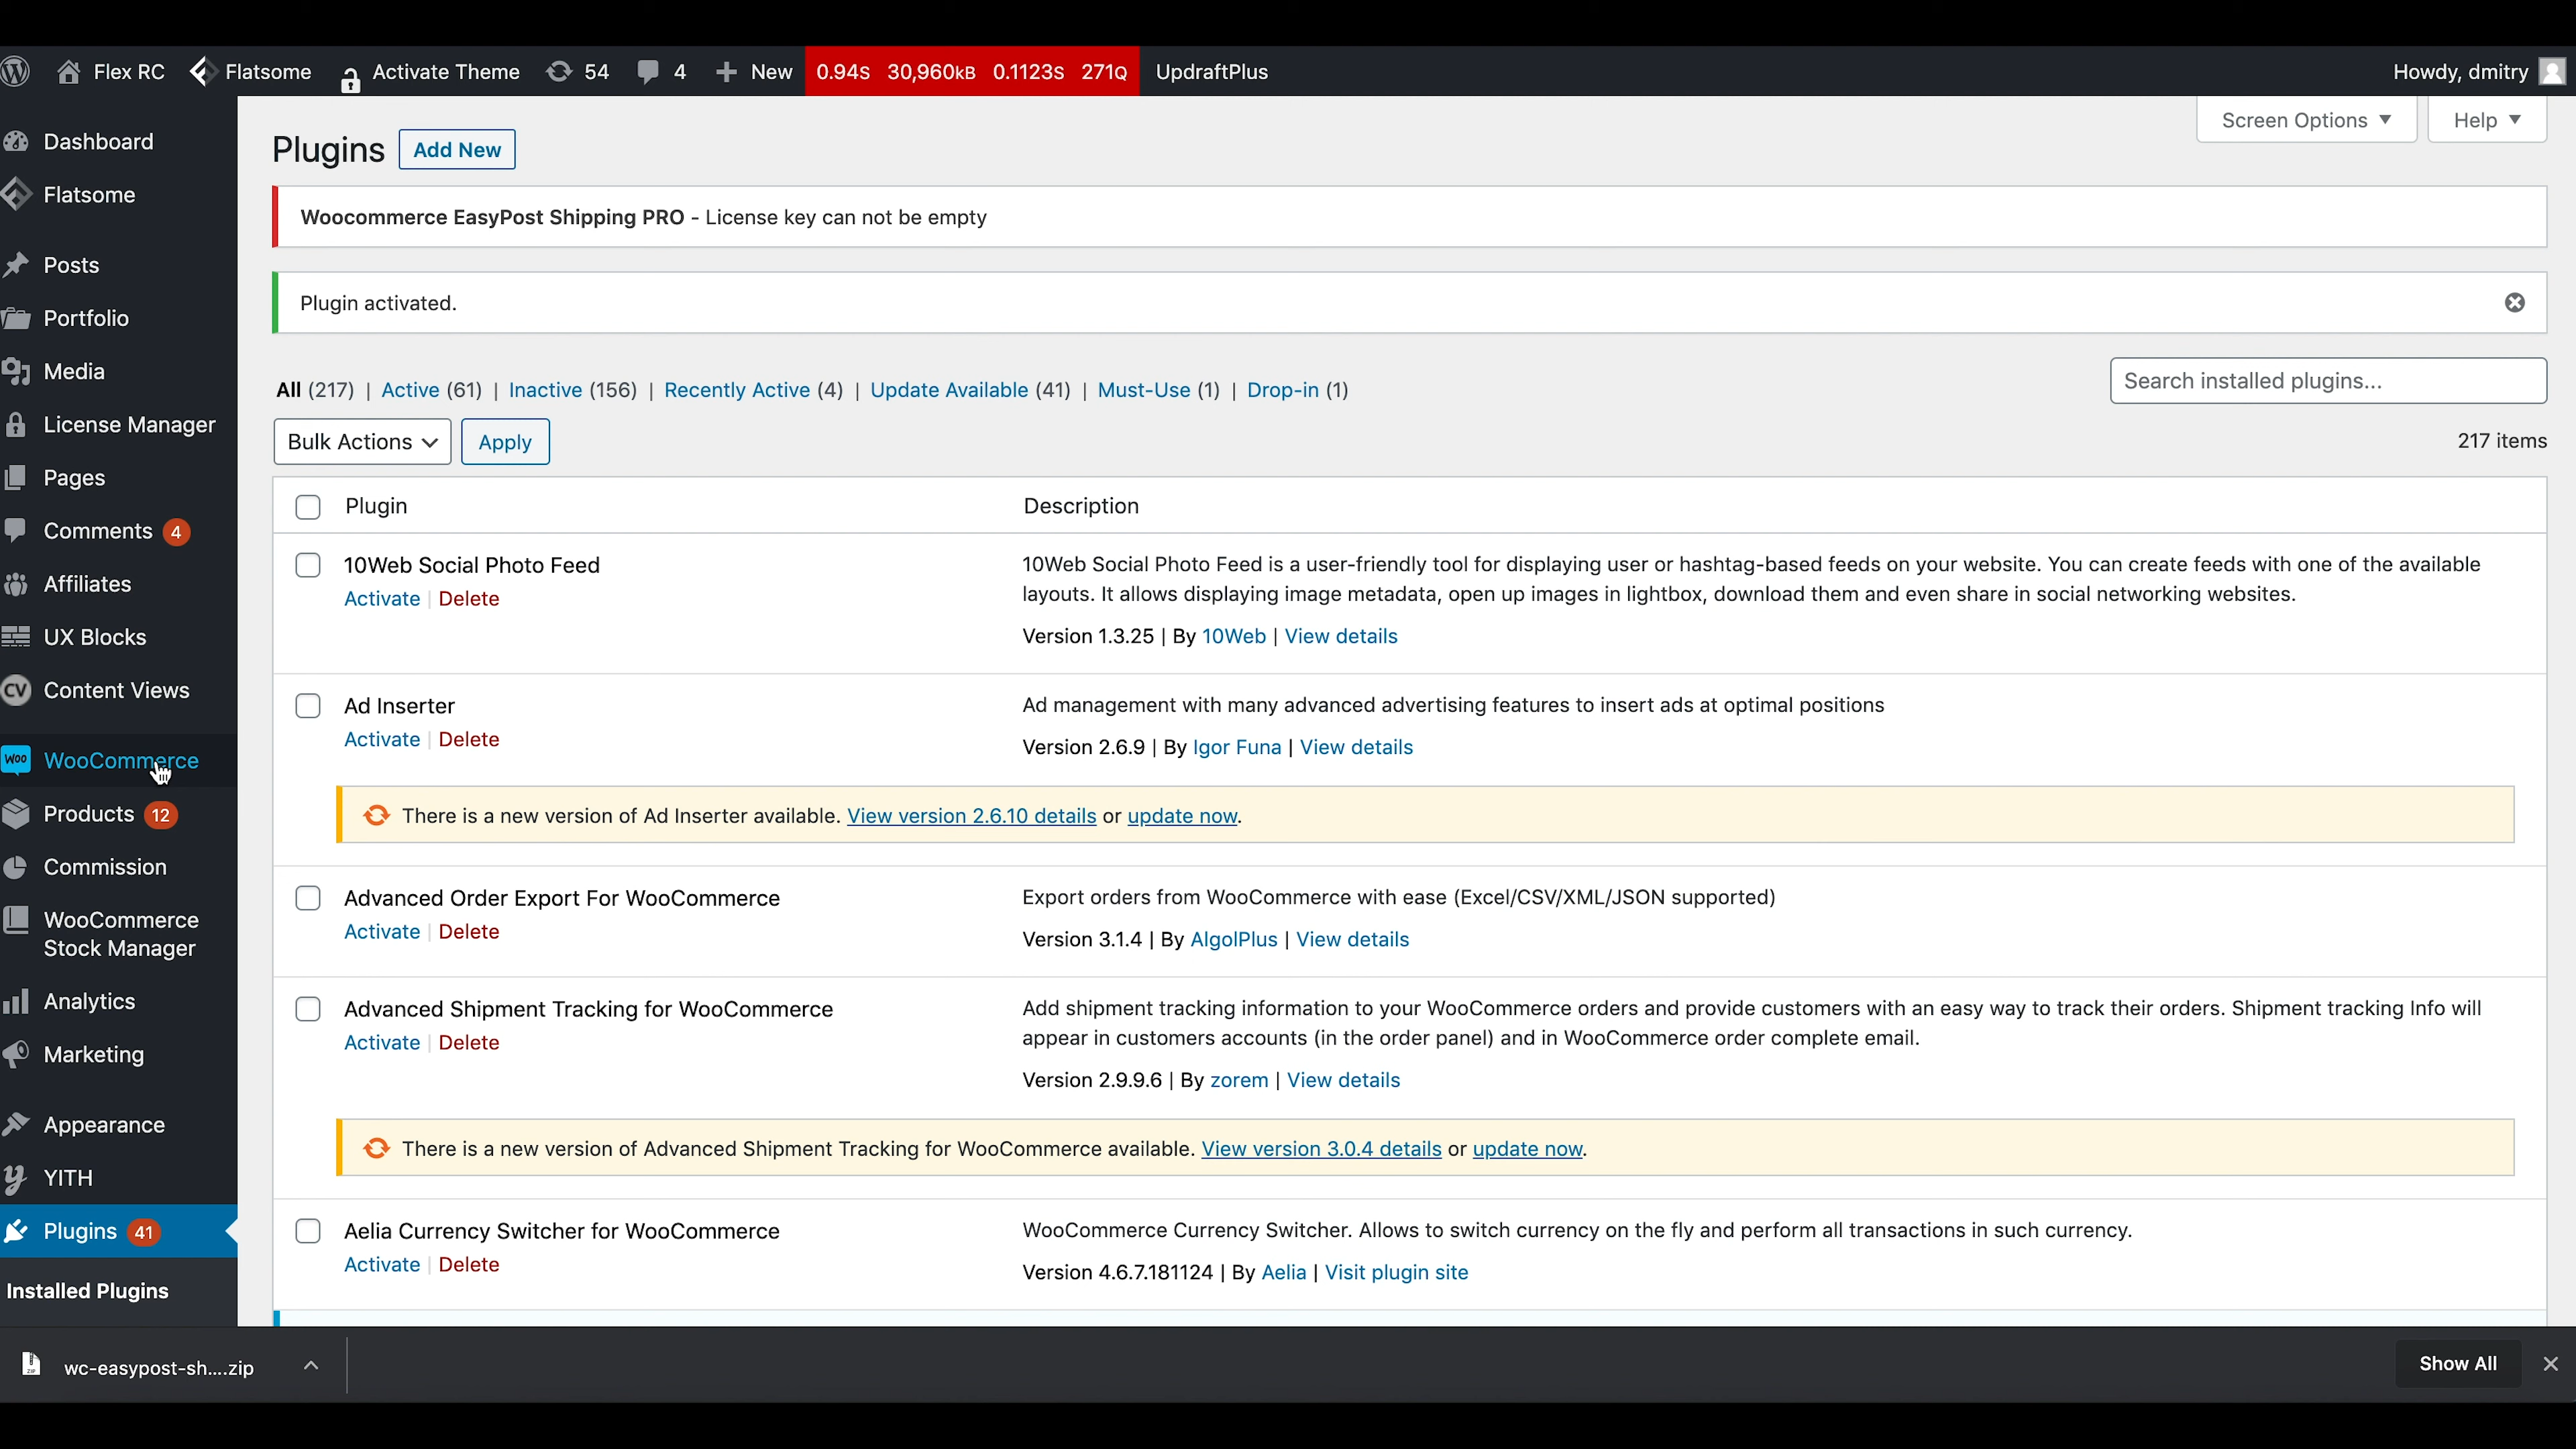 Flex RC Flatsome Activate Theme 54 4 New 0.94s 30,960kB 0.1123s 271Q UpdraftPlus Howdy, dmitry
Screen Options Help
Dashboard
Flatsome
Posts
Portfolio
Media
License Manager
Pages
Comments 4
Affiliates
UX Blocks
CV Content Views
Woo WooCommerce
Products 12
Commission
WooCommerce
Stock Manager
Analytics
Marketing
Appearance
YITH
Plugins 41
Installed Plugins
Plugins Add New
Woocommerce EasyPost Shipping PRO - License key can not be empty
Plugin activated.
All (217) | Active (61) | Inactive (156) | Recently Active (4) | Update Available (41) | Must-Use (1) | Drop-in (1)
Search installed plugins...
Bulk Actions Apply
217 items
Plugin Description
10Web Social Photo Feed
Activate | Delete
10Web Social Photo Feed is a user-friendly tool for displaying user or hashtag-based feeds on your website. You can create feeds with one of the available
layouts. It allows displaying image metadata, open up images in lightbox, download them and even share in social networking websites.
Version 1.3.25 | By 10Web | View details
Ad Inserter
Activate | Delete
Ad management with many advanced advertising features to insert ads at optimal positions
Version 2.6.9 | By Igor Funa | View details
There is a new version of Ad Inserter available. View version 2.6.10 details or update now.
Advanced Order Export For WooCommerce
Activate | Delete
Export orders from WooCommerce with ease (Excel/CSV/XML/JSON supported)
Version 3.1.4 | By AlgolPlus | View details
Advanced Shipment Tracking for WooCommerce
Activate | Delete
Add shipment tracking information to your WooCommerce orders and provide customers with an easy way to track their orders. Shipment tracking Info will
appear in customers accounts (in the order panel) and in WooCommerce order complete email.
Version 2.9.9.6 | By zorem | View details
There is a new version of Advanced Shipment Tracking for WooCommerce available. View version 3.0.4 details or update now.
Aelia Currency Switcher for WooCommerce
Activate | Delete
WooCommerce Currency Switcher. Allows to switch currency on the fly and perform all transactions in such currency.
Version 4.6.7.181124 | By Aelia | Visit plugin site
wc-easypost-sh....zip
Show All